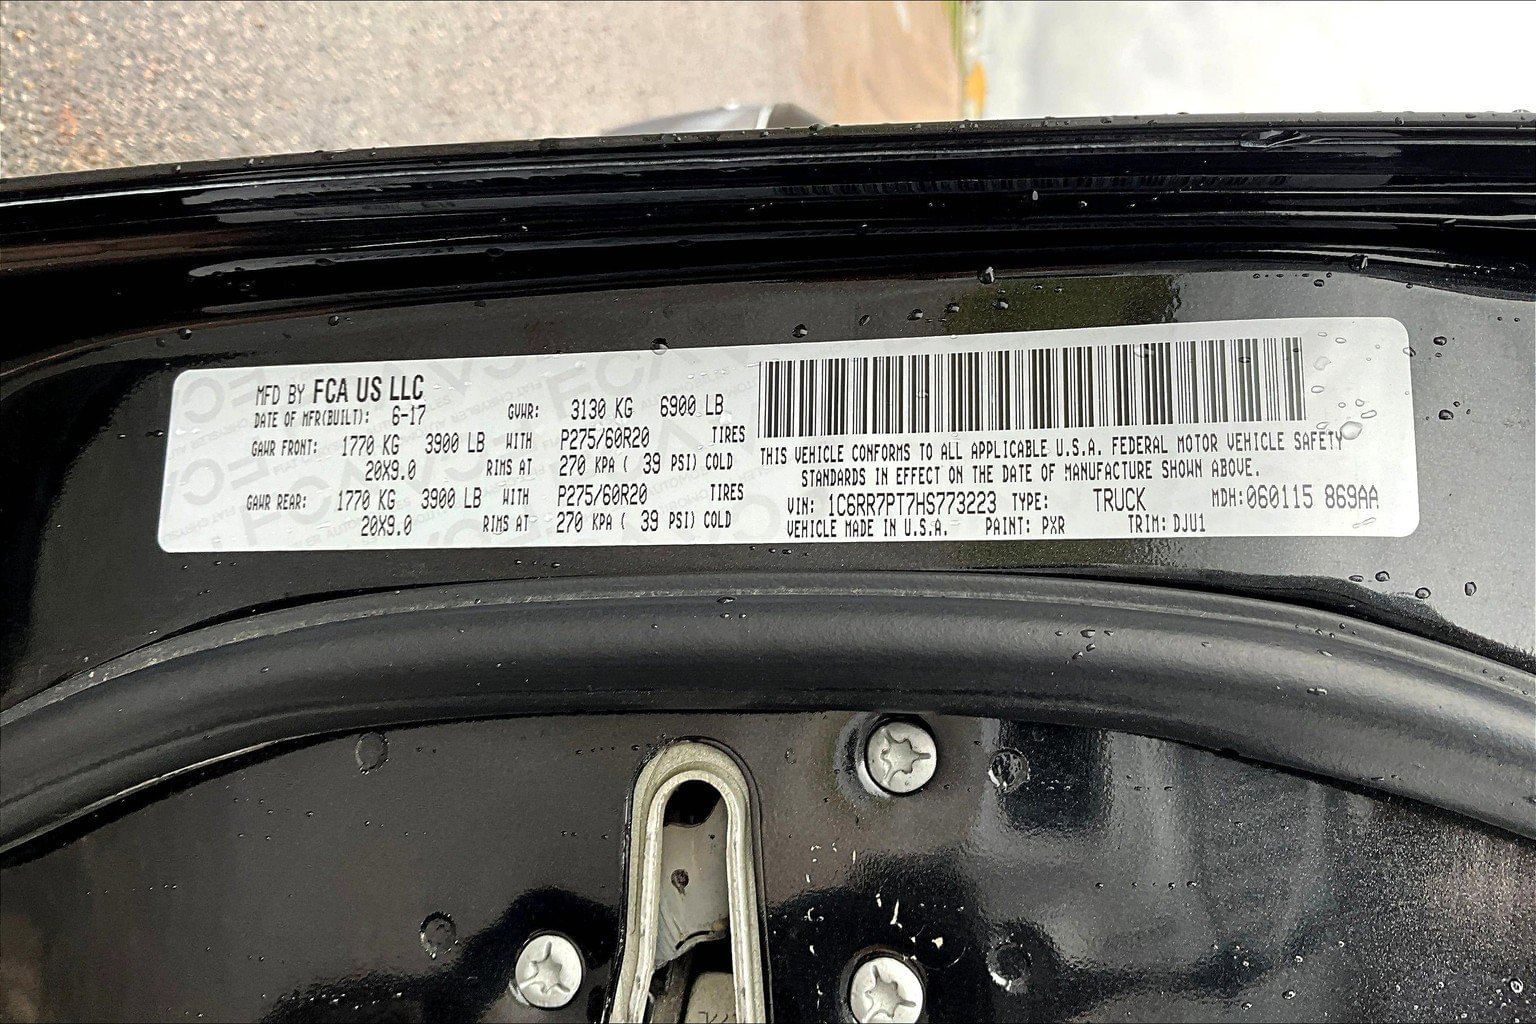 MFD BY FCA US LLC
DATE OF MFR(BUILT): 6-17 GVWR: 3130 KG 6900 LB
GAWR FRONT: 1770 KG 3900 LB WITH P275/60R20 TIRES
20X9.0 RIMS AT 270 KPA ( 39 PSI) COLD
GAWR REAR: 1770 KG 3900 LB WITH P275/60R20 TIRES
20X9.0 RIMS AT 270 KPA ( 39 PSI) COLD
THIS VEHICLE CONFORMS TO ALL APPLICABLE U.S.A. FEDERAL MOTOR VEHICLE SAFETY
STANDARDS IN EFFECT ON THE DATE OF MANUFACTURE SHOWN ABOVE.
VIN: 1C6RR7PT7HS773223 TYPE: TRUCK MDH:060115 869AA
VEHICLE MADE IN U.S.A. PAINT: PXR TRIM: DJU1